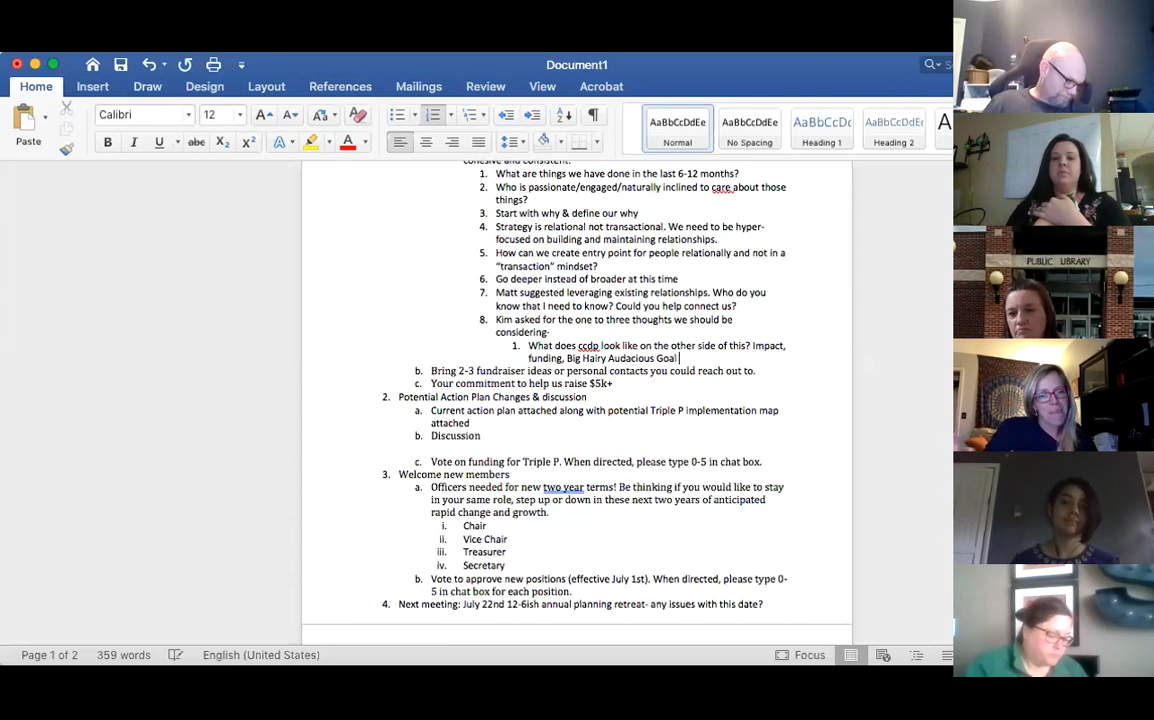 Document1
Home Insert Draw Design Layout References Mailings Review View Acrobat
Paste
Calibri 12
AaBbCcDdEe AaBbCcDdEe AaBbCcDc AaBbCcDdEe
Normal No Spacing Heading 1 Heading 2
cohesive and consistent.
1. What are things we have done in the last 6-12 months?
2. Who is passionate/engaged/naturally inclined to care about those
things?
3. Start with why & define our why
4. Strategy is relational not transactional. We need to be hyper-
focused on building and maintaining relationships.
5. How can we create entry point for people relationally and not in a
“transaction” mindset?
6. Go deeper instead of broader at this time
7. Matt suggested leveraging existing relationships. Who do you
know that I need to know? Could you help connect us?
8. Kim asked for the one to three thoughts we should be
considering-
1. What does ccdp look like on the other side of this? Impact,
funding, Big Hairy Audacious Goal
b. Bring 2-3 fundraiser ideas or personal contacts you could reach out to.
c. Your commitment to help us raise $5k+
2. Potential Action Plan Changes & discussion
a. Current action plan attached along with potential Triple P implementation map
attached
b. Discussion
c. Vote on funding for Triple P. When directed, please type 0-5 in chat box.
3. Welcome new members
a. Officers needed for new two year terms! Be thinking if you would like to stay
in your same role, step up or down in these next two years of anticipated
rapid change and growth.
i. Chair
ii. Vice Chair
iii. Treasurer
iv. Secretary
b. Vote to approve new positions (effective July 1st). When directed, please type 0-
5 in chat box for each position.
4. Next meeting: July 22nd 12-6ish annual planning retreat- any issues with this date?
Page 1 of 2 359 words English (United States) Focus
PUBLIC LIBRARY